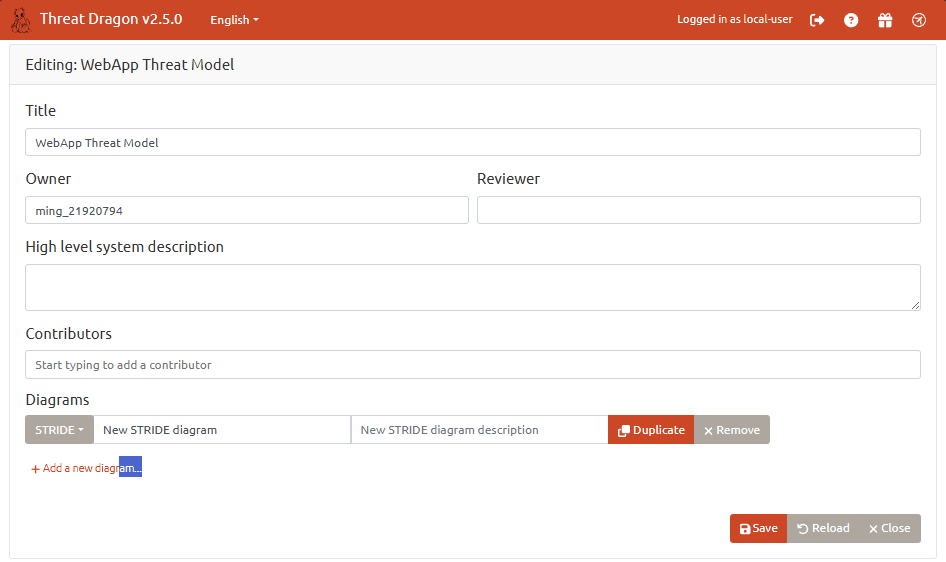 Threat Dragon v2.5.0 English Logged in as local-user
Editing: WebApp Threat Model
Title
WebApp Threat Model
Owner Reviewer
ming_21920794
High level system description
Contributors
Start typing to add a contributor
Diagrams
STRIDE New STRIDE diagram New STRIDE diagram description Duplicate Remove
+ Add a new diagram...
Save Reload Close